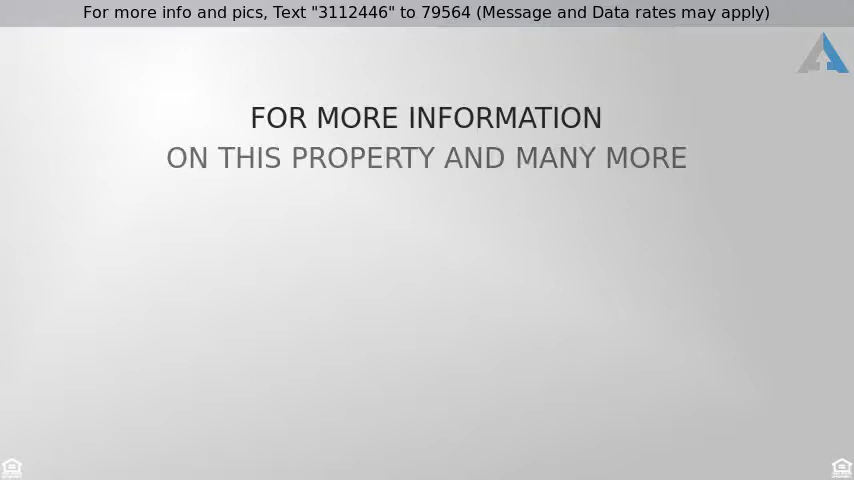 For more info and pics, Text "3112446" to 79564 (Message and Data rates may apply)
FOR MORE INFORMATION
ON THIS PROPERTY AND MANY MORE